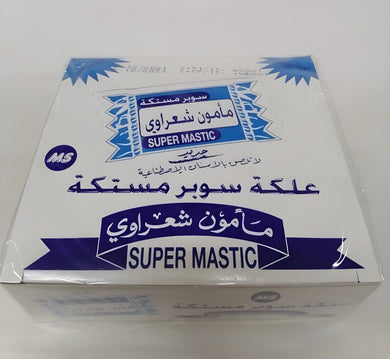 سوبر مستكة
مأمون شعراوي
SUPER MASTIC
جديد
لا تلصق بالأسنان الاصطناعية
MS
علكة سوبر مستكة
مأمون شعراوي
SUPER MASTIC
MS
علكة سوبر مستكة